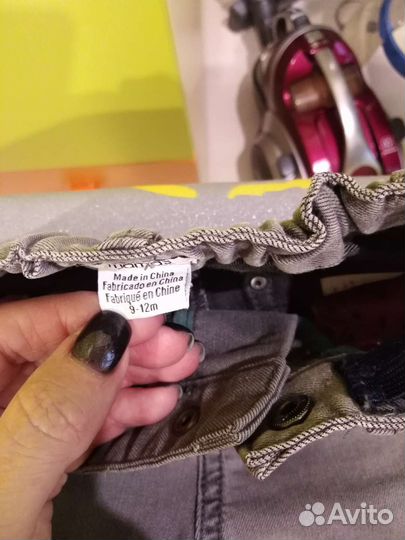 Made in China
Fabricado en China
Fabriqué en Chine
9-12m
Avito